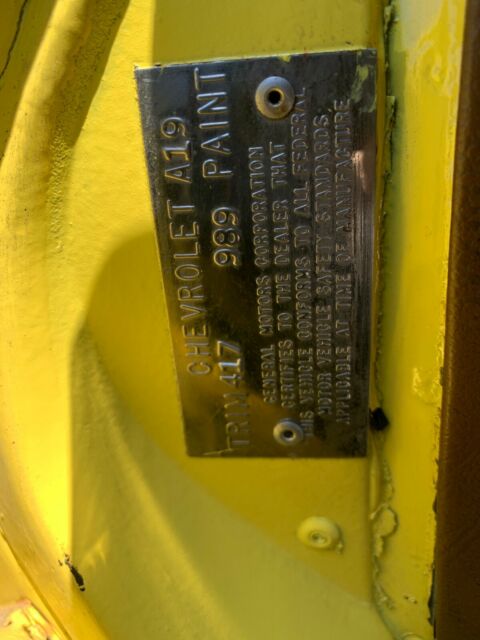 CHEVROLET A19
TRIM 417 989 PAINT
GENERAL MOTORS CORPORATION
CERTIFIES TO THE DEALER THAT
THIS VEHICLE CONFORMS TO ALL FEDERAL
MOTOR VEHICLE SAFETY STANDARDS
APPLICABLE AT TIME OF MANUFACTURE